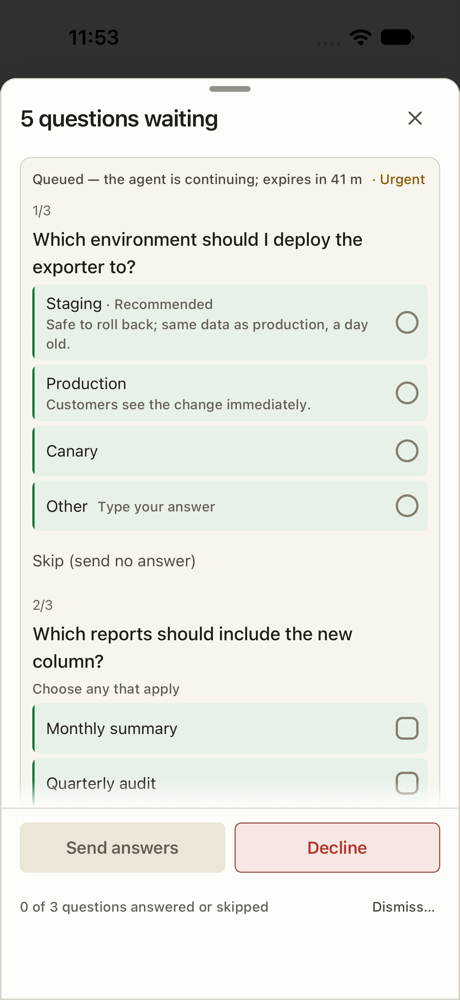 11:53
5 questions waiting
Queued — the agent is continuing; expires in 41 m · Urgent
1/3
Which environment should I deploy the
exporter to?
Staging · Recommended
Safe to roll back; same data as production, a day
old.
Production
Customers see the change immediately.
Canary
Other Type your answer
Skip (send no answer)
2/3
Which reports should include the new
column?
Choose any that apply
Monthly summary
Quarterly audit
Send answers
Decline
0 of 3 questions answered or skipped
Dismiss...